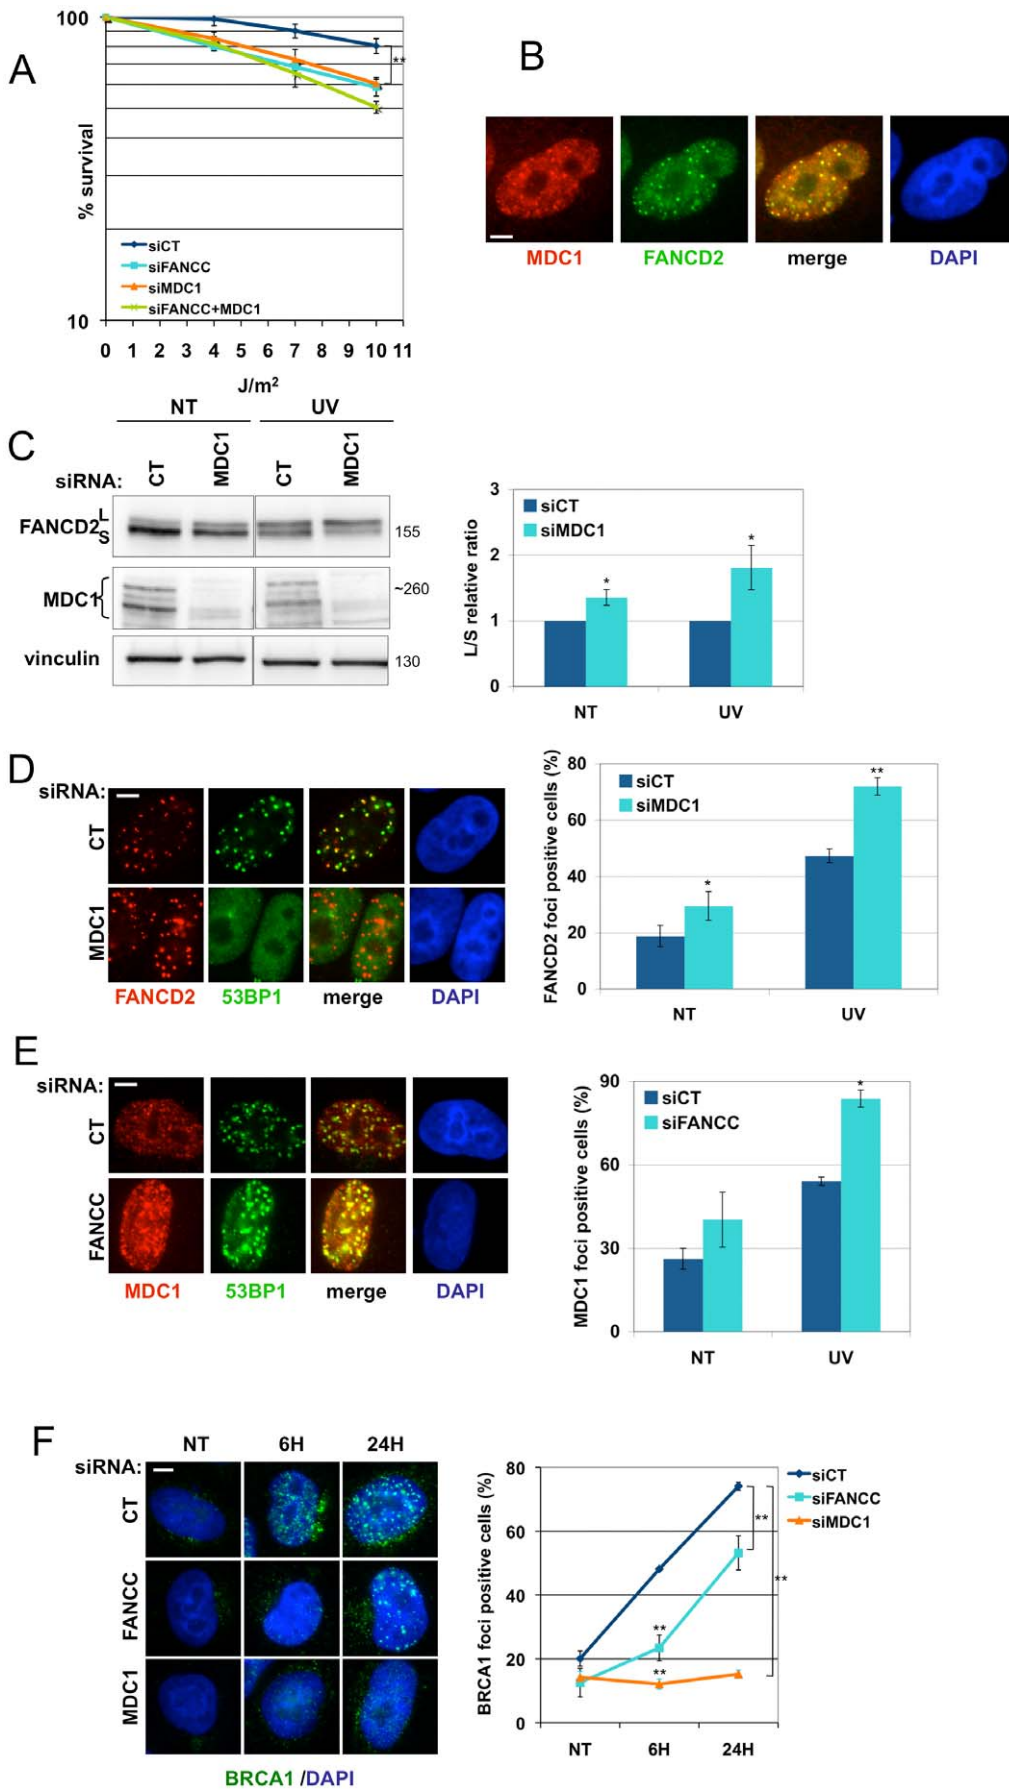 A
100
10
% survival
**
siCT
siFANCC
siMDC1
siFANCC+MDC1
0 1 2 3 4 5 6 7 8 9 10 11
J/m²
B
MDC1 FANCD2 merge DAPI
C
NT UV
siRNA: CT MDC1 CT MDC1
FANCD2 L S 155
MDC1 ~260
vinculin 130
L/S relative ratio
3
2
1
0
siCT
siMDC1
* *
NT UV
D
siRNA:
CT
MDC1
FANCD2 53BP1 merge DAPI
FANCD2 foci positive cells (%)
80
60
40
20
0
siCT
siMDC1
* **
NT UV
E
siRNA:
CT
FANCC
MDC1 53BP1 merge DAPI
MDC1 foci positive cells (%)
90
60
30
0
siCT
siFANCC
*
NT UV
F
NT 6H 24H
siRNA:
CT
FANCC
MDC1
BRCA1 /DAPI
BRCA1 foci positive cells (%)
80
60
40
20
0
siCT
siFANCC
siMDC1
**
**
**
**
NT 6H 24H